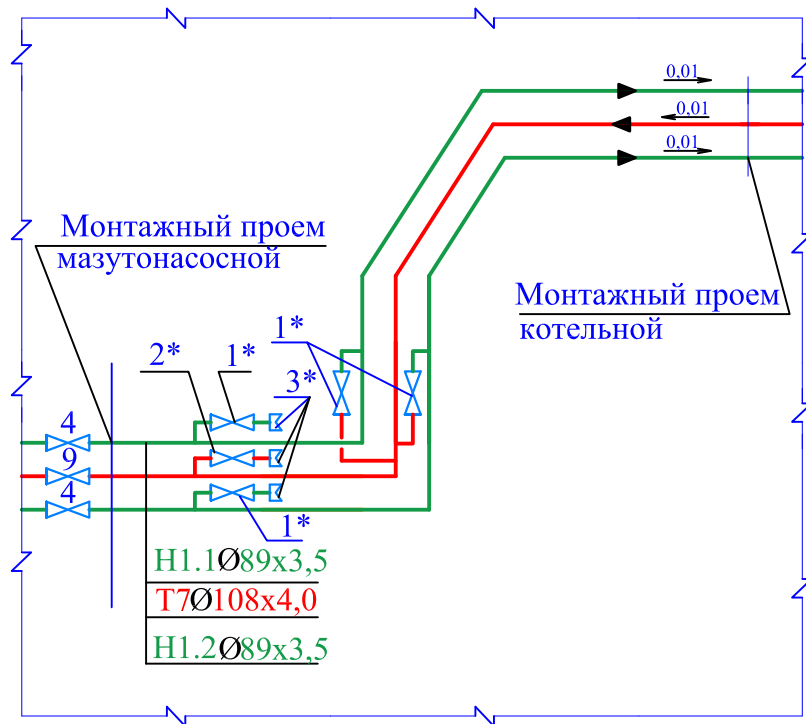 0,01
0,01
0,01
Монтажный проем
мазутонасосной
Монтажный проем
котельной
2*
1*
1*
3*
4
9
4
1*
Н1.1Ø89х3,5
Т7Ø108х4,0
Н1.2Ø89х3,5